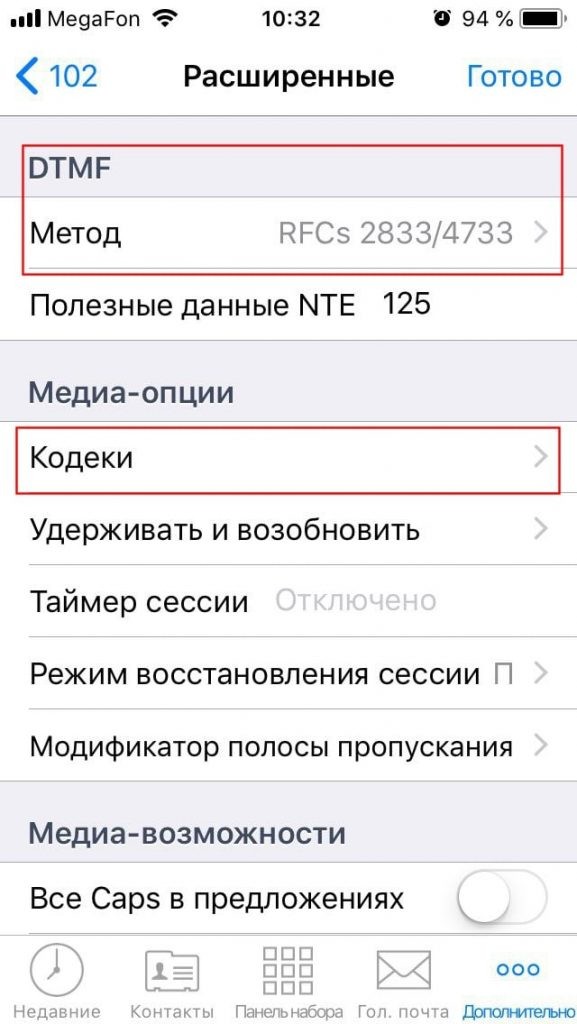 MegaFon 10:32 94 %
102 Расширенные Готово
DTMF
Метод RFCs 2833/4733
Полезные данные NTE 125
Медиа-опции
Кодеки
Удерживать и возобновить
Таймер сессии Отключено
Режим восстановления сессии П
Модификатор полосы пропускания
Медиа-возможности
Все Caps в предложениях
Недавние Контакты Панель набора Гол. почта Дополнительно